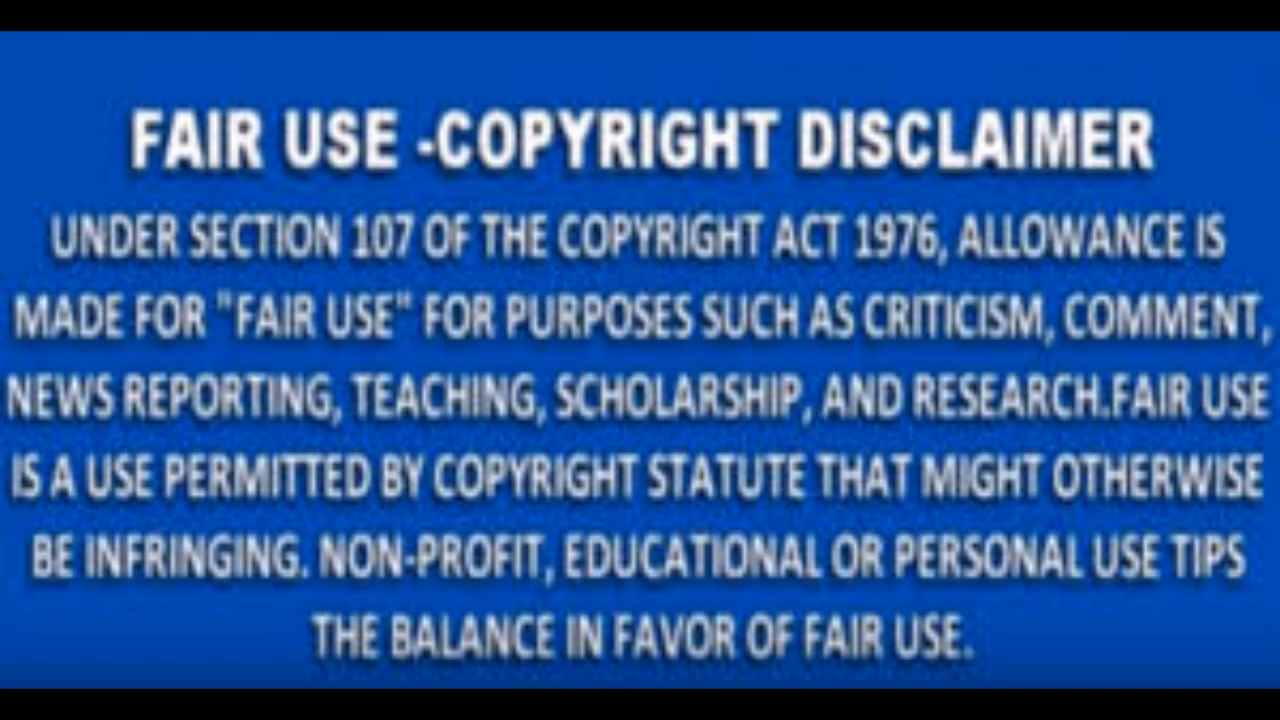 FAIR USE -COPYRIGHT DISCLAIMER
UNDER SECTION 107 OF THE COPYRIGHT ACT 1976, ALLOWANCE IS
MADE FOR "FAIR USE" FOR PURPOSES SUCH AS CRITICISM, COMMENT,
NEWS REPORTING, TEACHING, SCHOLARSHIP, AND RESEARCH.FAIR USE
IS A USE PERMITTED BY COPYRIGHT STATUTE THAT MIGHT OTHERWISE
BE INFRINGING. NON-PROFIT, EDUCATIONAL OR PERSONAL USE TIPS
THE BALANCE IN FAVOR OF FAIR USE.